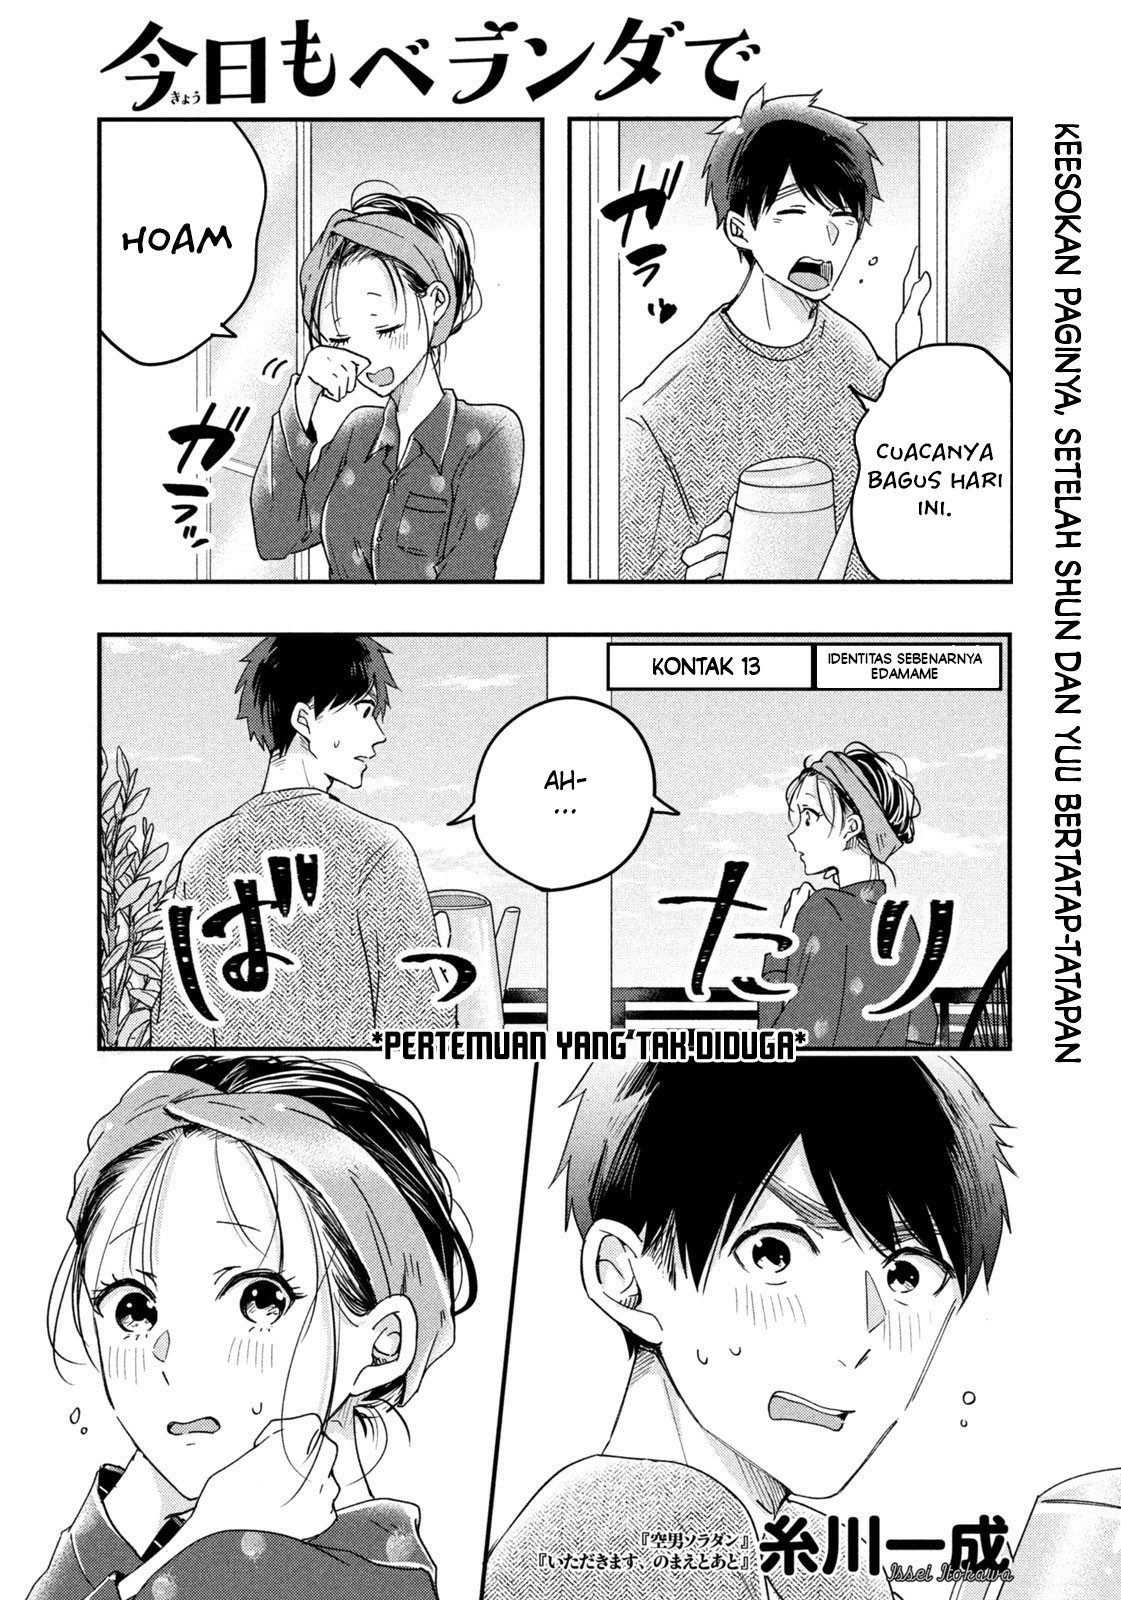 今日もベランダで
きょう
KEESOKAN PAGINYA, SETELAH SHUN DAN YUU BERTATAP-TATAPAN
ガラッ
CUACANYA
BAGUS HARI
INI.
HOAM
ガラッ
KONTAK 13
IDENTITAS SEBENARNYA
EDAMAME
AH-
...
ばったり
*PERTEMUAN YANG TAK DIDUGA*
『空男ソラダン』
『いただきます、のまえとあと』
糸川一成
Issei Itokawa